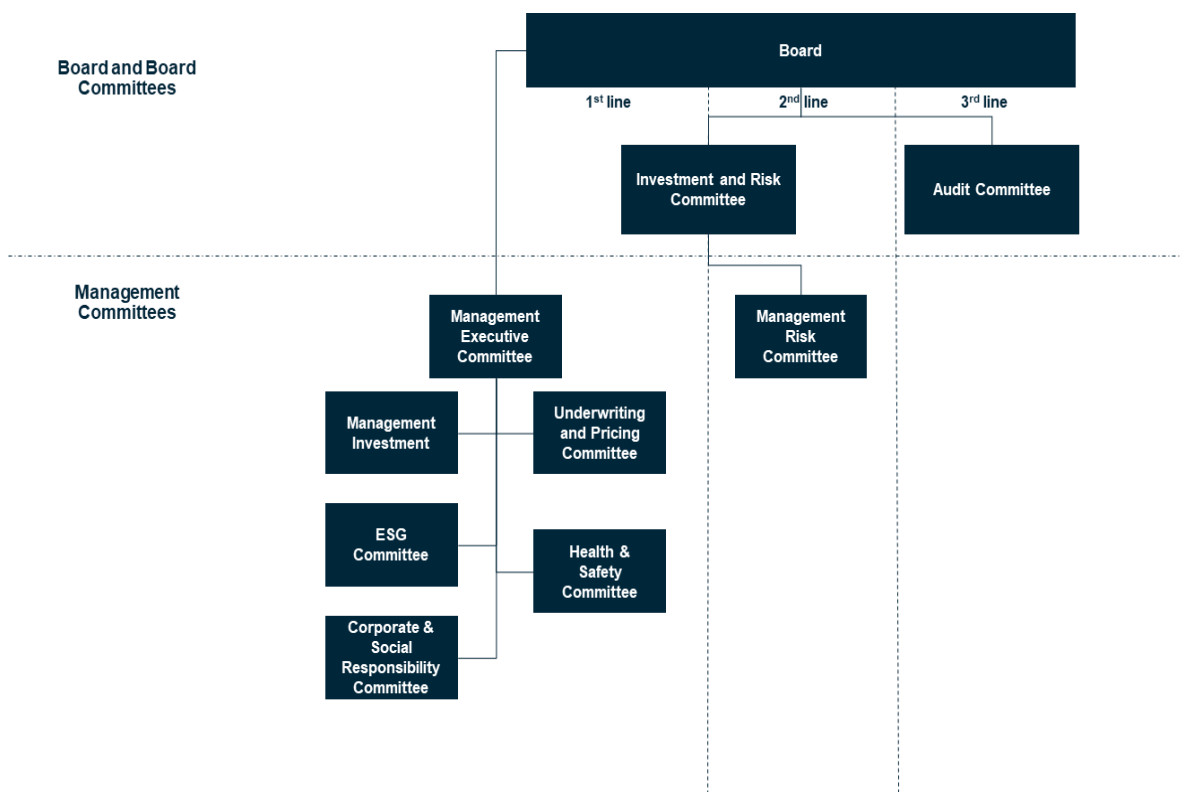 Board
Board and Board
Committees
1st line
2nd line
3rd line
Investment and Risk
Committee
Audit Committee
Management
Committees
Management
Executive
Committee
Management
Risk
Committee
Management
Investment
Underwriting
and Pricing
Committee
ESG
Committee
Health &
Safety
Committee
Corporate &
Social
Responsibility
Committee